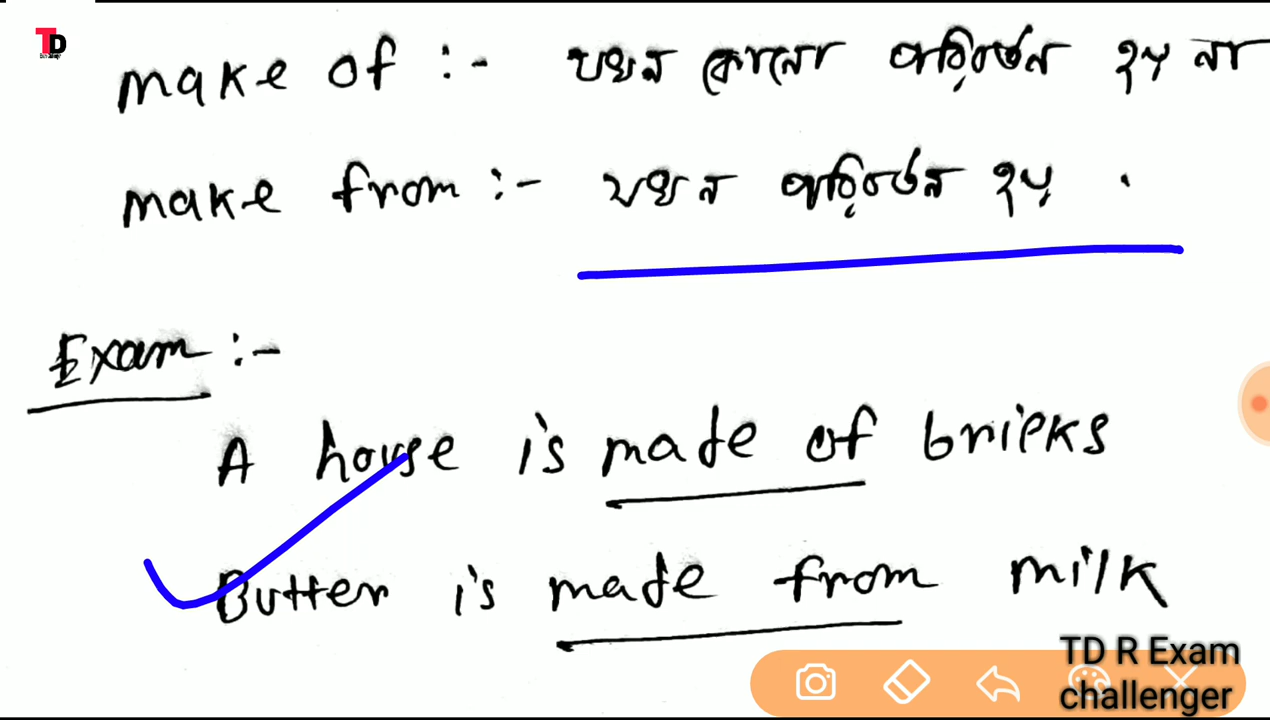 TD
make of :- যখন কোনো পরিবর্তন হয় না
make from :- যখন পরিবর্তন হয় .
Exam :-
A house is made of bricks
Butter is made from milk
TD R Exam
challenger